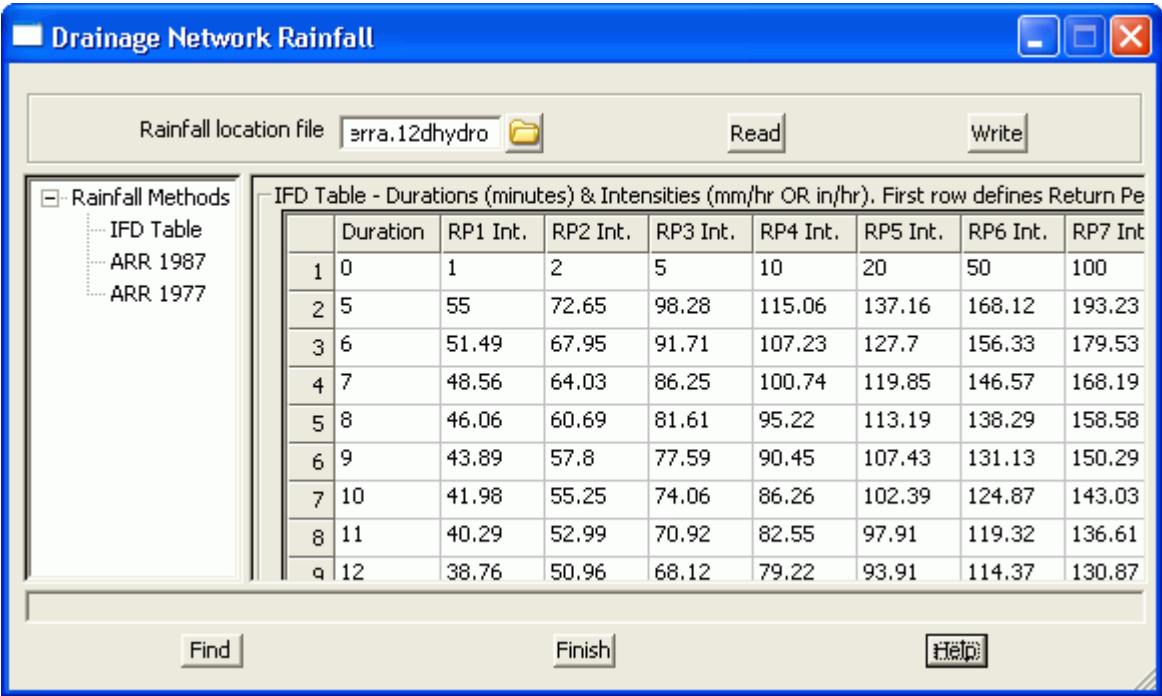 Drainage Network Rainfall
Rainfall location file erra.12dhydro Read Write
Rainfall Methods
IFD Table
ARR 1987
ARR 1977
IFD Table - Durations (minutes) & Intensities (mm/hr OR in/hr). First row defines Return Pe
Duration RP1 Int. RP2 Int. RP3 Int. RP4 Int. RP5 Int. RP6 Int. RP7 Int
1 0 1 2 5 10 20 50 100
2 5 55 72.65 98.28 115.06 137.16 168.12 193.23
3 6 51.49 67.95 91.71 107.23 127.7 156.33 179.53
4 7 48.56 64.03 86.25 100.74 119.85 146.57 168.19
5 8 46.06 60.69 81.61 95.22 113.19 138.29 158.58
6 9 43.89 57.8 77.59 90.45 107.43 131.13 150.29
7 10 41.98 55.25 74.06 86.26 102.39 124.87 143.03
8 11 40.29 52.99 70.92 82.55 97.91 119.32 136.61
9 12 38.76 50.96 68.12 79.22 93.91 114.37 130.87
Find Finish Help